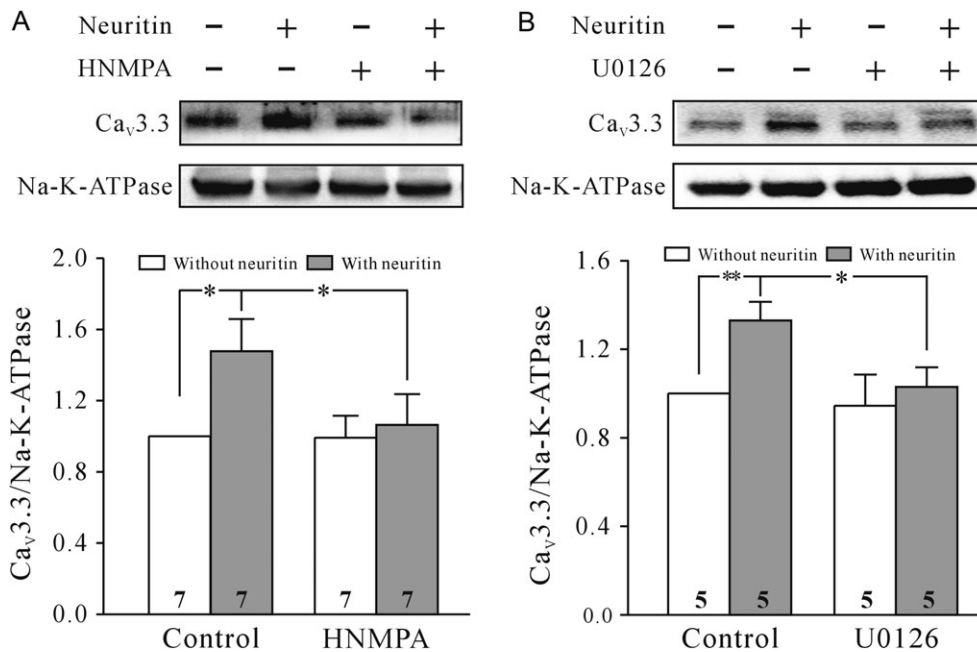 A
Neuritin − + − +
HNMPA − − + +
Caᵥ3.3
Na-K-ATPase
Without neuritin With neuritin
Caᵥ3.3/Na-K-ATPase
2.0
1.6
1.2
0.8
0.4
0.0
* *
7 7 7 7
Control HNMPA
B
Neuritin − + − +
U0126 − − + +
Caᵥ3.3
Na-K-ATPase
Without neuritin With neuritin
Caᵥ3.3/Na-K-ATPase
1.6
1.2
0.8
0.4
0.0
** *
5 5 5 5
Control U0126